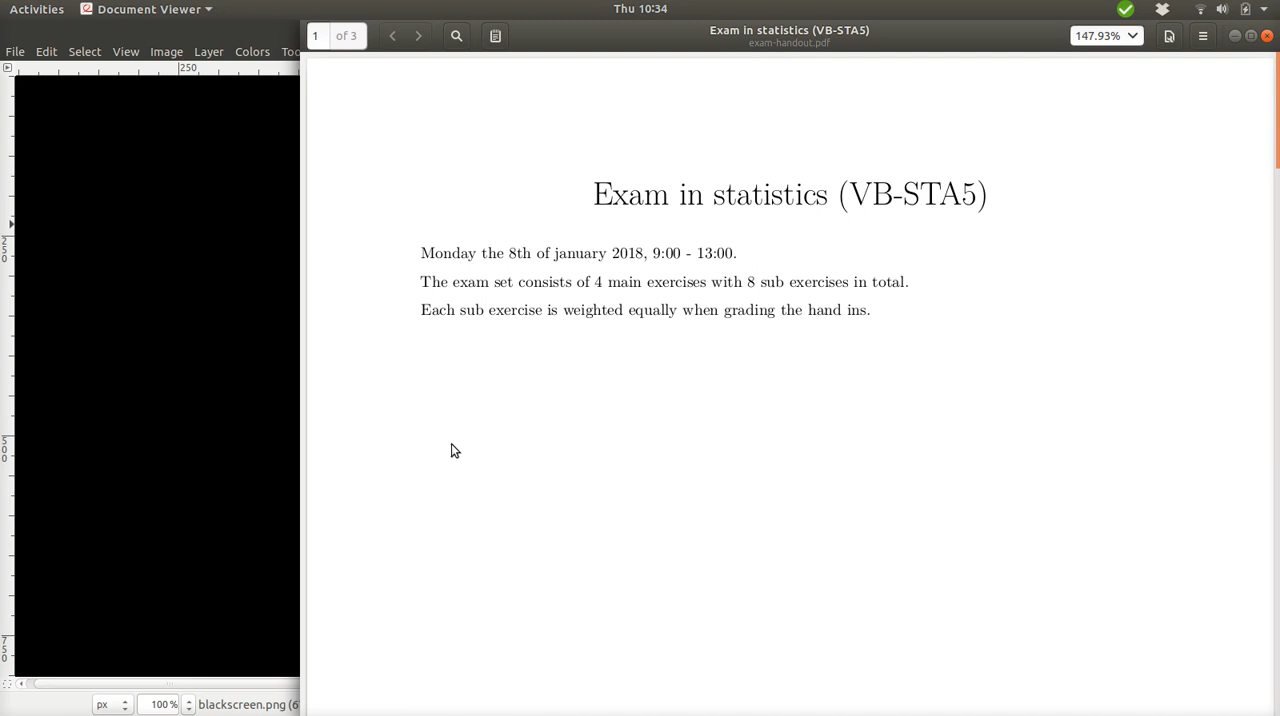 Activities Document Viewer Thu 10:34
1 of 3 Exam in statistics (VB-STA5) 147.93%
exam-handout.pdf
File Edit Select View Image Layer Colors
250
Exam in statistics (VB-STA5)
Monday the 8th of january 2018, 9:00 - 13:00.
The exam set consists of 4 main exercises with 8 sub exercises in total.
Each sub exercise is weighted equally when grading the hand ins.
250
500
750
px 100 % blackscreen.png